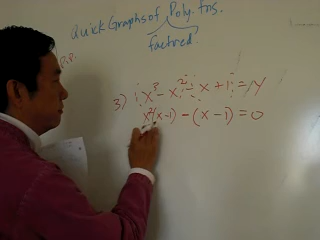 Quick Graphs of Poly. fns.
factored.
3) x³ - x² - x + 1 = y
x²(x-1) - (x-1) = 0